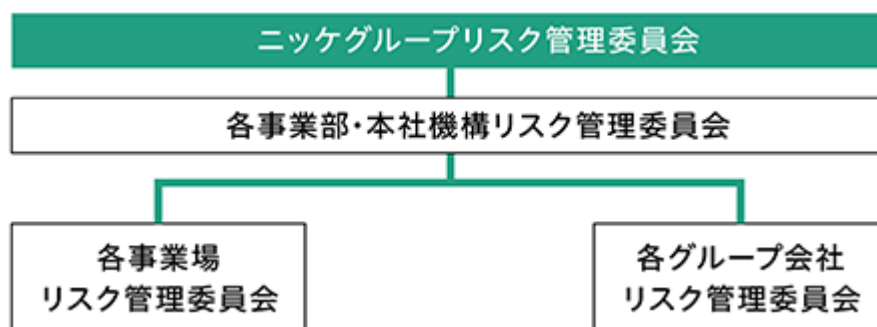 ニッケグループリスク管理委員会
各事業部・本社機構リスク管理委員会
各事業場
リスク管理委員会
各グループ会社
リスク管理委員会